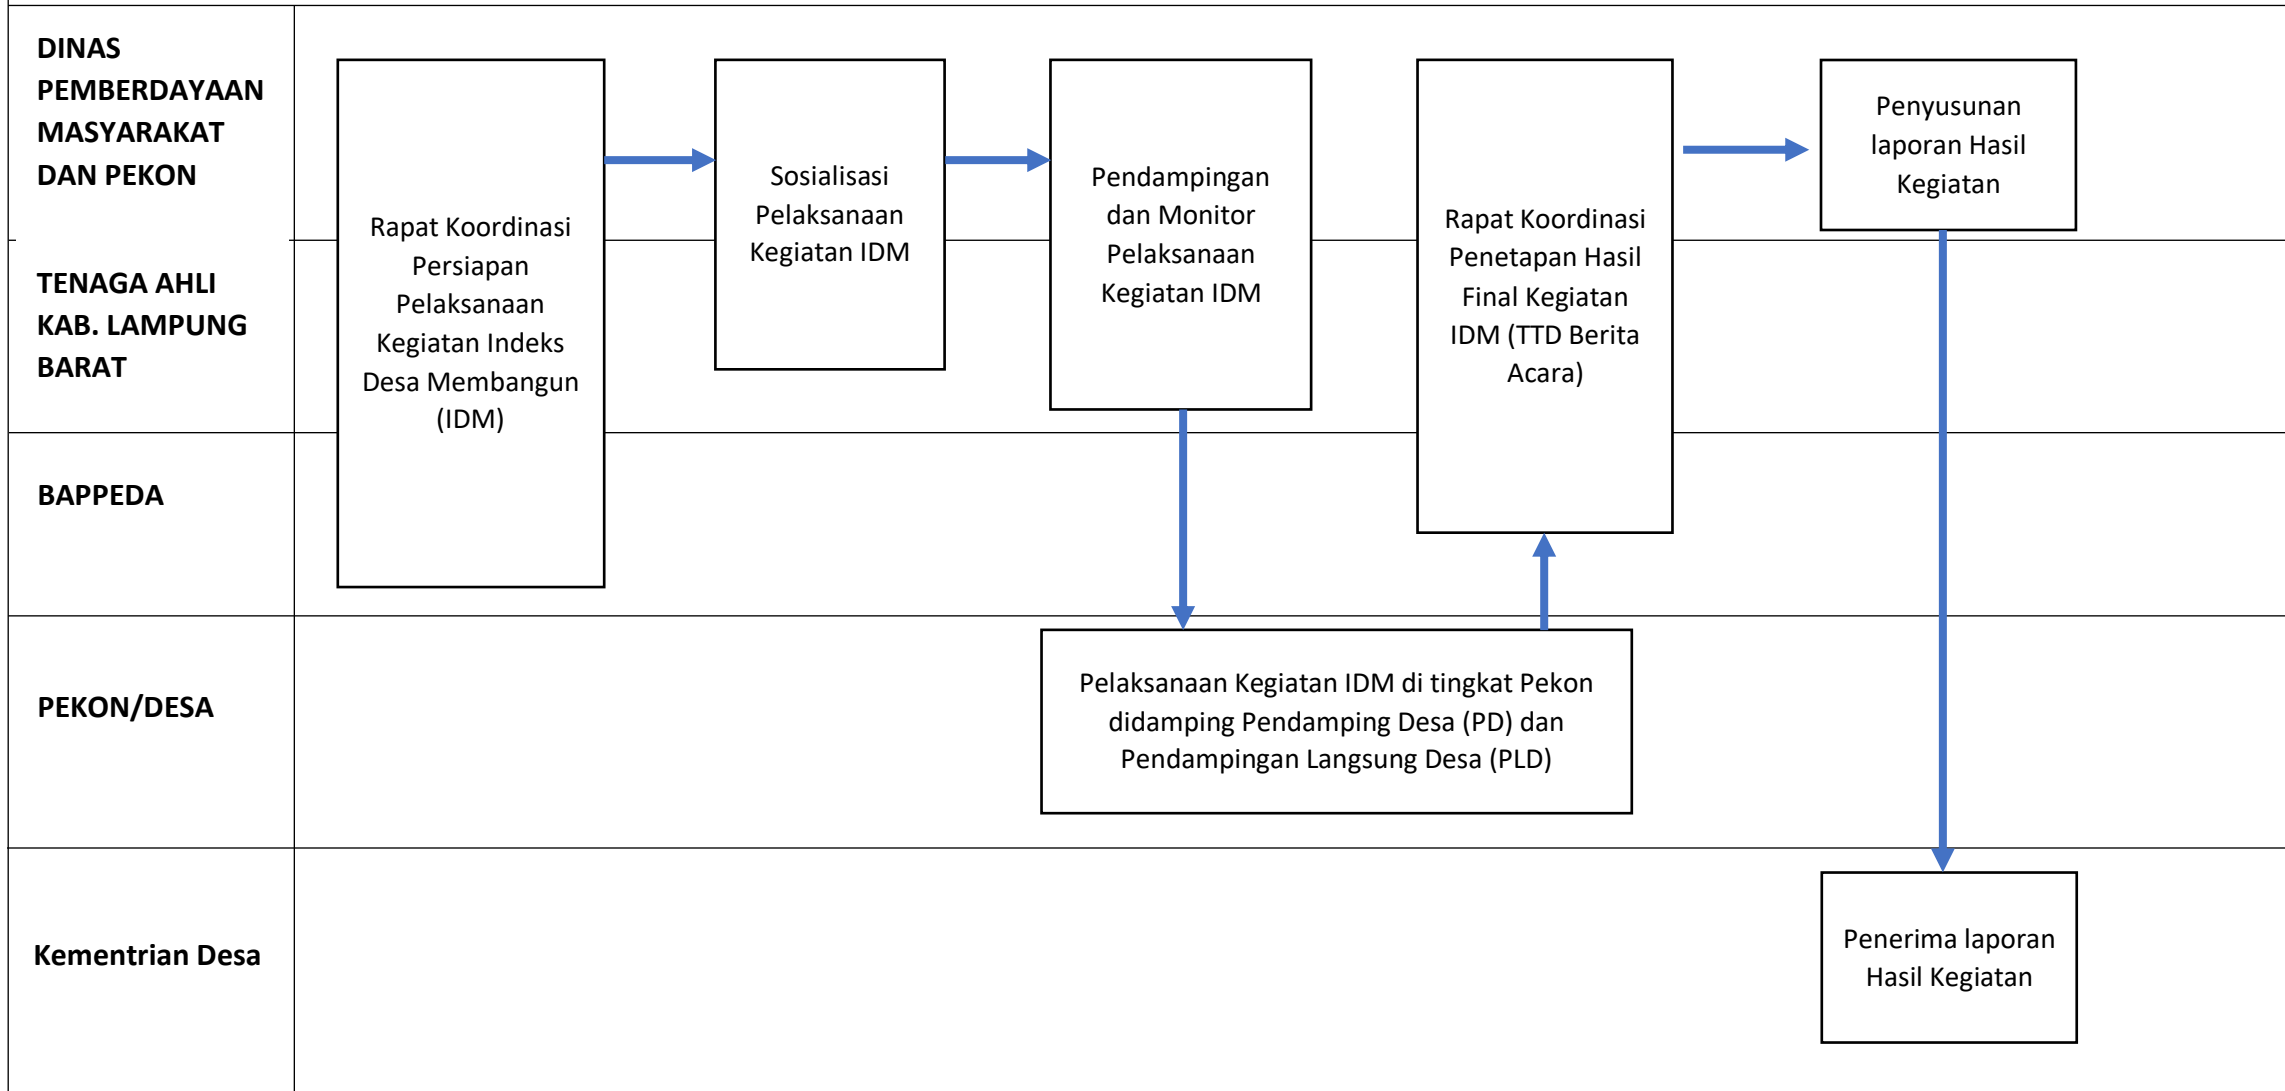 DINAS
PEMBERDAYAAN
MASYARAKAT
DAN PEKON
Rapat Koordinasi
Persiapan
Pelaksanaan
Kegiatan Indeks
Desa Membangun
(IDM)
Sosialisasi
Pelaksanaan
Kegiatan IDM
Pendampingan
dan Monitor
Pelaksanaan
Kegiatan IDM
Rapat Koordinasi
Penetapan Hasil
Final Kegiatan
IDM (TTD Berita
Acara)
Penyusunan
laporan Hasil
Kegiatan
TENAGA AHLI
KAB. LAMPUNG
BARAT
BAPPEDA
PEKON/DESA
Pelaksanaan Kegiatan IDM di tingkat Pekon
didamping Pendamping Desa (PD) dan
Pendampingan Langsung Desa (PLD)
Kementrian Desa
Penerima laporan
Hasil Kegiatan